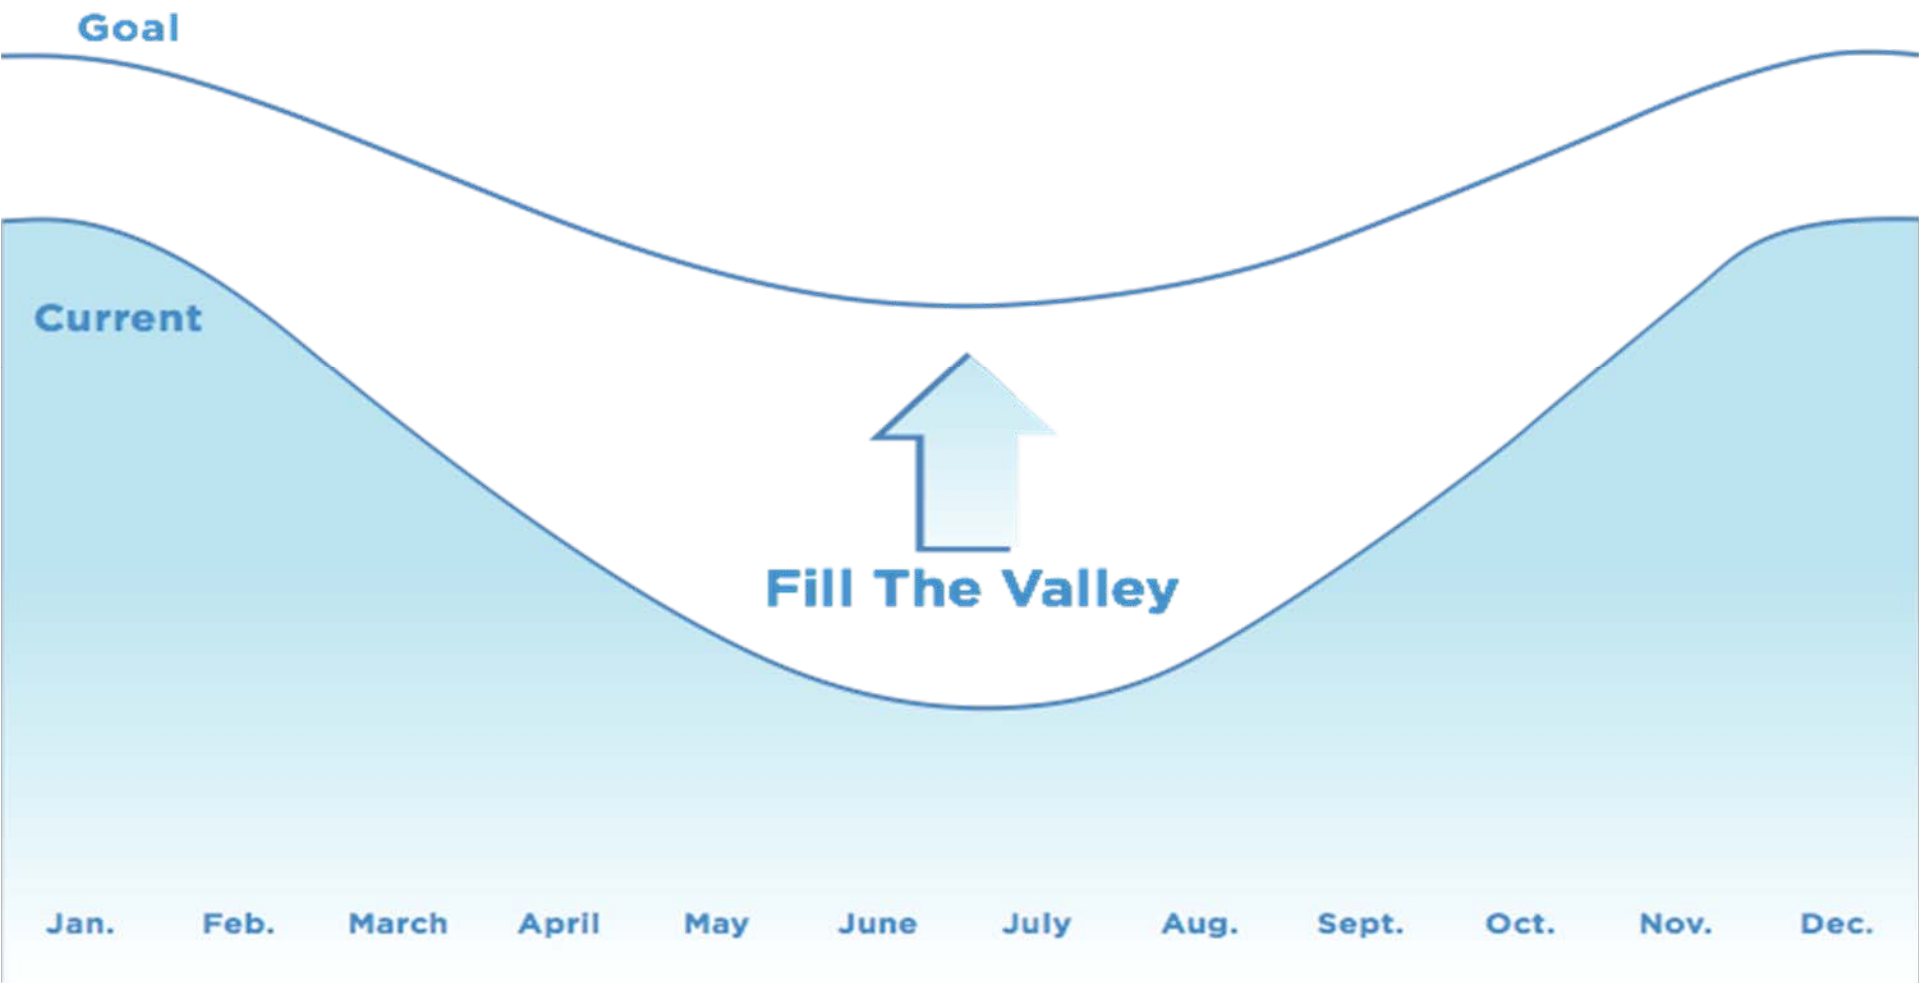 Goal
Current
Fill The Valley
Jan. Feb. March April May June July Aug. Sept. Oct. Nov. Dec.